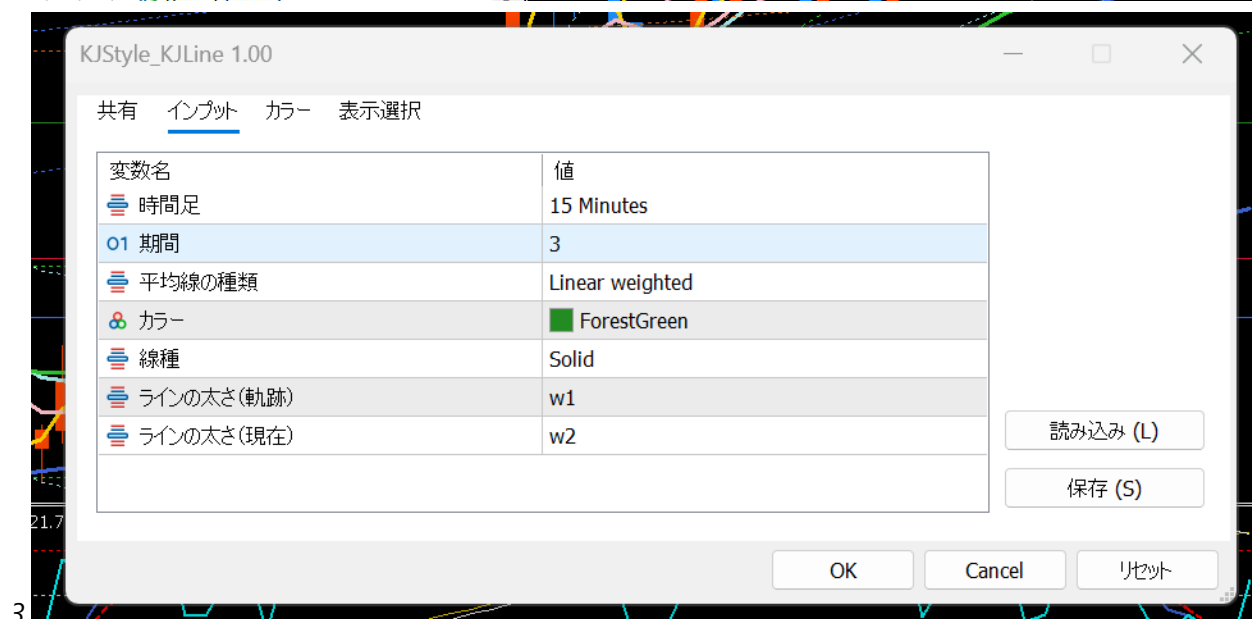 KJStyle_KJLine 1.00
共有 インプット カラー 表示選択
変数名 値
時間足 15 Minutes
01 期間 3
平均線の種類 Linear weighted
カラー ForestGreen
線種 Solid
ラインの太さ(軌跡) w1
ラインの太さ(現在) w2
読み込み (L)
保存 (S)
21.7
OK Cancel リセット
3